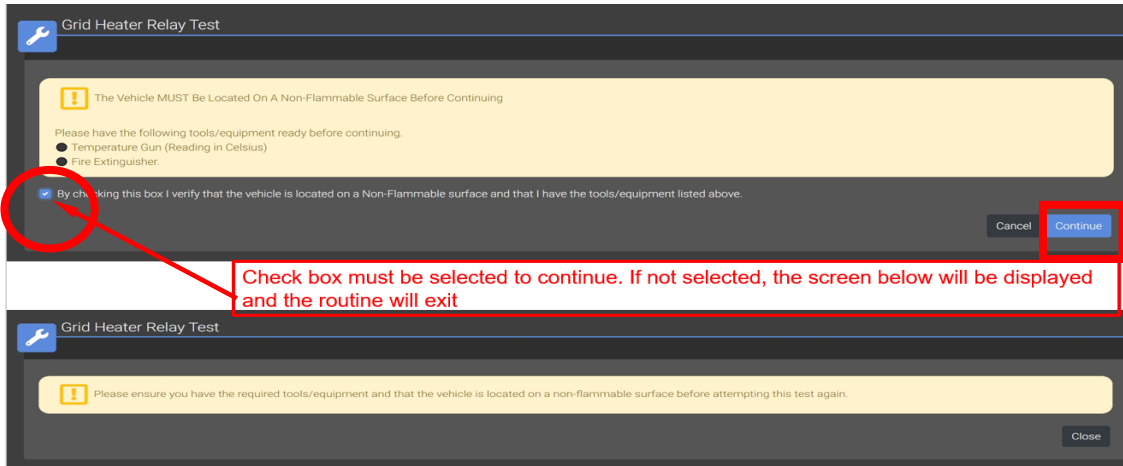 Grid Heater Relay Test
The Vehicle MUST Be Located On A Non-Flammable Surface Before Continuing
Please have the following tools/equipment ready before continuing.
Temperature Gun (Reading in Celsius)
Fire Extinguisher.
By checking this box I verify that the vehicle is located on a Non-Flammable surface and that I have the tools/equipment listed above.
Cancel Continue
Check box must be selected to continue. If not selected, the screen below will be displayed
and the routine will exit
Grid Heater Relay Test
Please ensure you have the required tools/equipment and that the vehicle is located on a non-flammable surface before attempting this test again.
Close